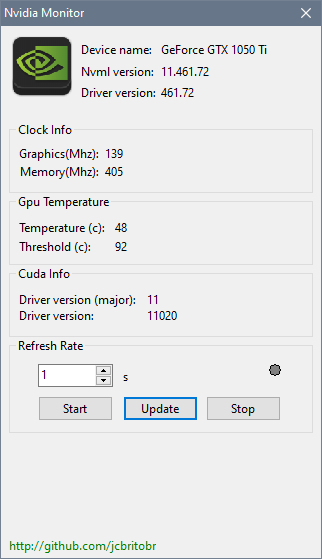 Nvidia Monitor
Device name: GeForce GTX 1050 Ti
Nvml version: 11.461.72
Driver version: 461.72
Clock Info
Graphics(Mhz): 139
Memory(Mhz): 405
Gpu Temperature
Temperature (c): 48
Threshold (c): 92
Cuda Info
Driver version (major): 11
Driver version: 11020
Refresh Rate
1 s
Start Update Stop
http://github.com/jcbritobr